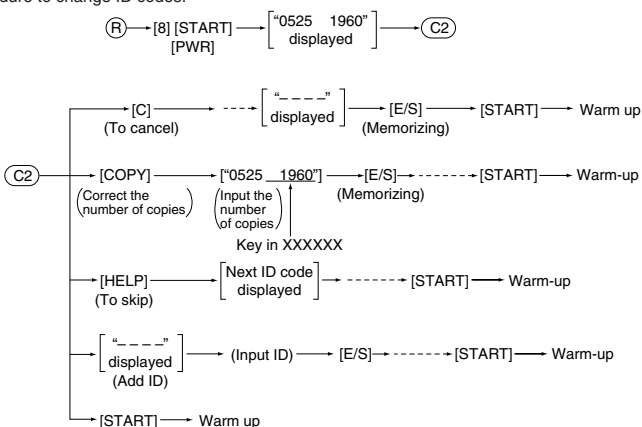 dure to change ID codes.
R [8] [START] [PWR] ["0525 1960" displayed] C2
[C] (To cancel) ["_ _ _ _" displayed] [E/S] (Memorizing) [START] Warm up
C2 [COPY] (Correct the number of copies) ["0525 1960"] (Input the number of copies) [E/S] (Memorizing) [START] Warm-up
Key in XXXXXX
[HELP] (To skip) [Next ID code displayed] [START] Warm-up
["_ _ _ _" displayed (Add ID)] (Input ID) [E/S] [START] Warm-up
[START] Warm up